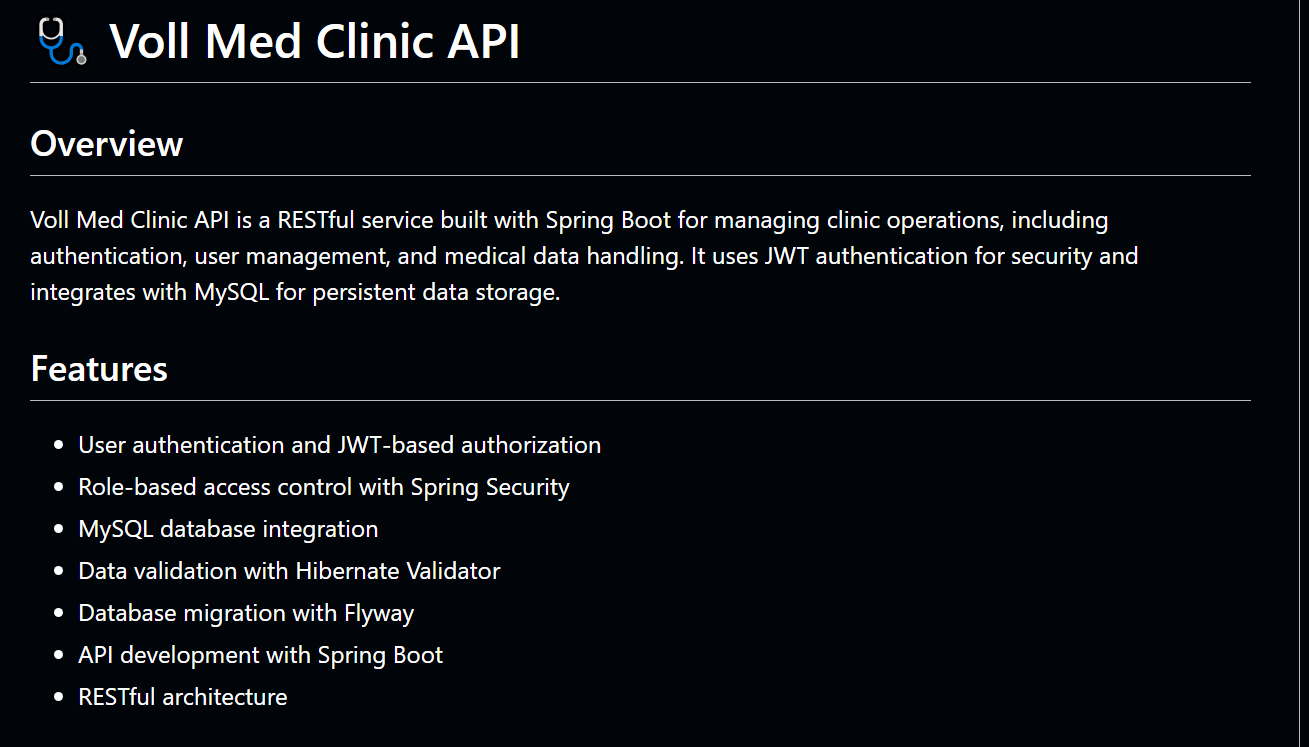 Voll Med Clinic API
Overview
Voll Med Clinic API is a RESTful service built with Spring Boot for managing clinic operations, including
authentication, user management, and medical data handling. It uses JWT authentication for security and
integrates with MySQL for persistent data storage.
Features
User authentication and JWT-based authorization
Role-based access control with Spring Security
MySQL database integration
Data validation with Hibernate Validator
Database migration with Flyway
API development with Spring Boot
RESTful architecture